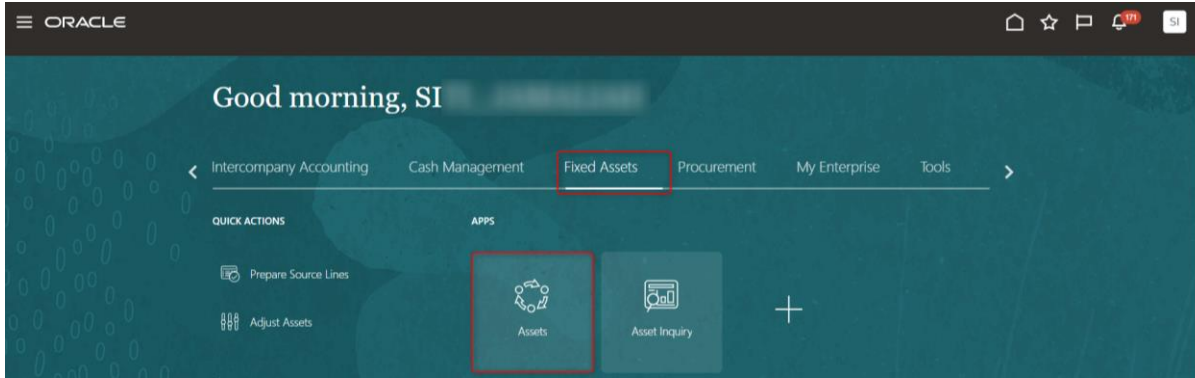 ORACLE
171
SI
Good morning, SI
Intercompany Accounting Cash Management Fixed Assets Procurement My Enterprise Tools
QUICK ACTIONS APPS
Prepare Source Lines
Adjust Assets
Assets Asset Inquiry